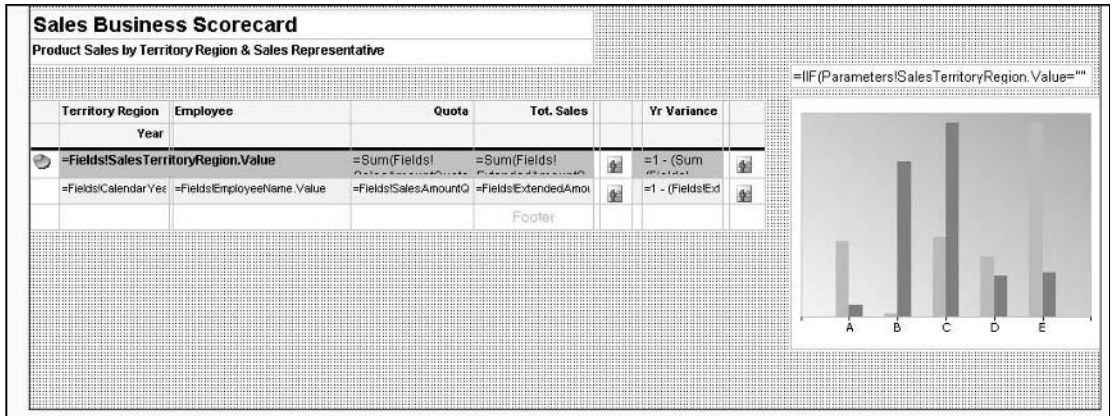 Sales Business Scorecard
Product Sales by Territory Region & Sales Representative
=IIF(Parameters!SalesTerritoryRegion.Value=""
Territory Region Employee Quota Tot. Sales Yr Variance
Year
=Fields!SalesTerritoryRegion.Value =Sum(Fields! =Sum(Fields! =1 - (Sum
=Fields!CalendarYea =Fields!EmployeeName.Value =Fields!SalesAmountQ =Fields!ExtendedAmou =1 - (Fields!Ext
Footer
A B C D E